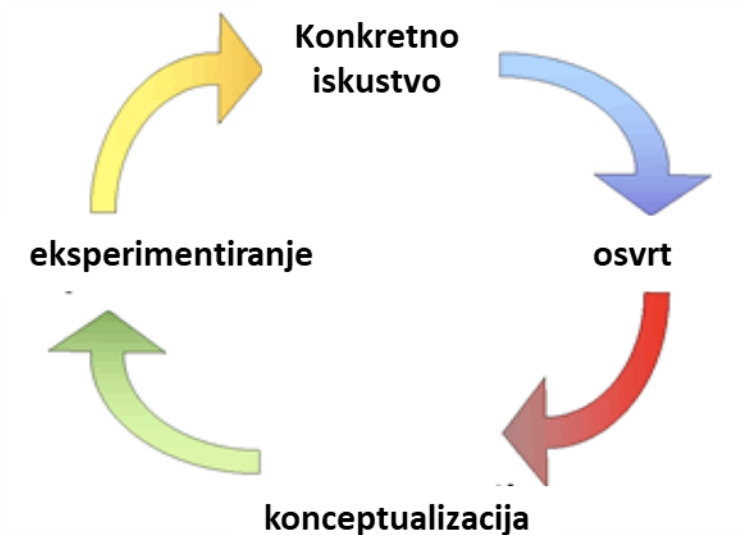 Konkretno
iskustvo
eksperimentiranje
osvrt
konceptualizacija